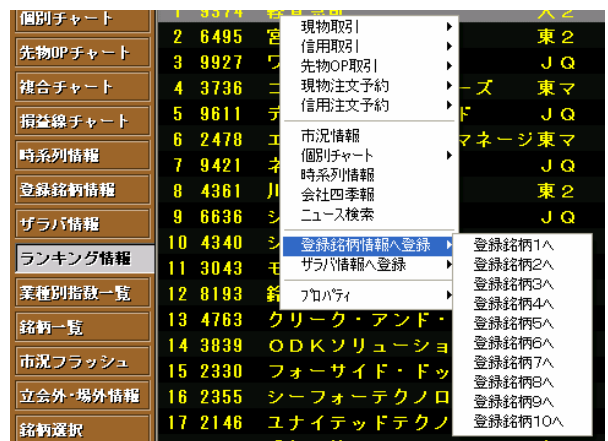 個別チャート
先物OPチャート
複合チャート
損益線チャート
時系列情報
登録銘柄情報
ザラバ情報
ランキング情報
業種別指数一覧
銘柄一覧
市況フラッシュ
立会外・場外情報
銘柄選択
1 9374
2 6495 東2
3 9927 JQ
4 3736 ーズ 東マ
5 9611 JQ
6 2478 マネージ東マ
7 9421 JQ
8 4361 東2
9 6636 JQ
10 4340
11 3043
12 8193
13 4763 クリーク・アンド・
14 3839 ODKソリューショ
15 2330 フォーサイド・ドッ
16 2355 シーフォーテクノロ
17 2146 ユナイテッドテクノ
現物取引
信用取引
先物OP取引
現物注文予約
信用注文予約
市況情報
個別チャート
時系列情報
会社四季報
ニュース検索
登録銘柄情報へ登録
ザラバ情報へ登録
プロパティ
登録銘柄1へ
登録銘柄2へ
登録銘柄3へ
登録銘柄4へ
登録銘柄5へ
登録銘柄6へ
登録銘柄7へ
登録銘柄8へ
登録銘柄9へ
登録銘柄10へ